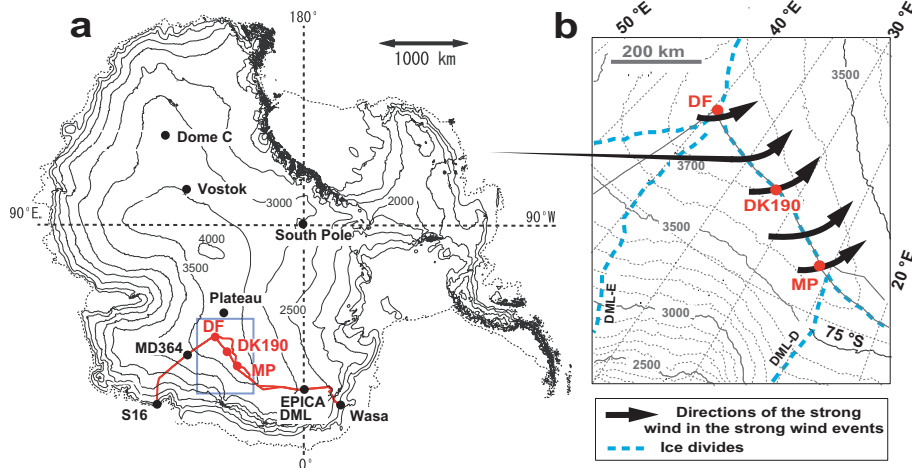 a
180°
1000 km
Dome C
Vostok
90°E.
3000
2000
90°W
South Pole
4000
3500
2500
Plateau
DF
DK190
MD364
MP
EPICA
DML
S16
Wasa
0°
b
50 °E
40 °E
30 °E
200 km
3500
DF
3700
DK190
3500
MP
20 °E
DML-E
3000
DML-D
75 °S
2500
Directions of the strong
wind in the strong wind events
Ice divides